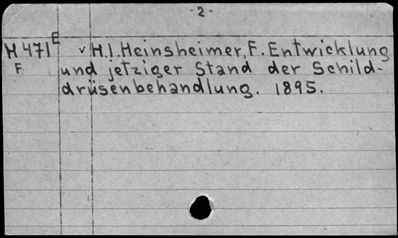 - 2 -
H 471 E v H.I. Heinsheimer, F. Entwicklung
F und jetziger Stand der Schild-
drüsenbehandlung. 1895.